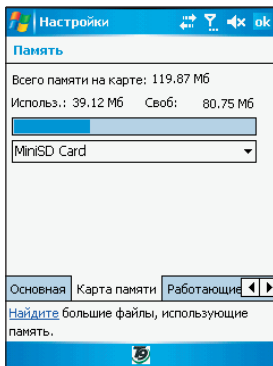 Настройки ok
Память
Всего памяти на карте: 119.87 Мб
Использ.: 39.12 Мб Своб: 80.75 Мб
MiniSD Card
Основная Карта памяти Работающие
Найдите большие файлы, использующие
память.
T9